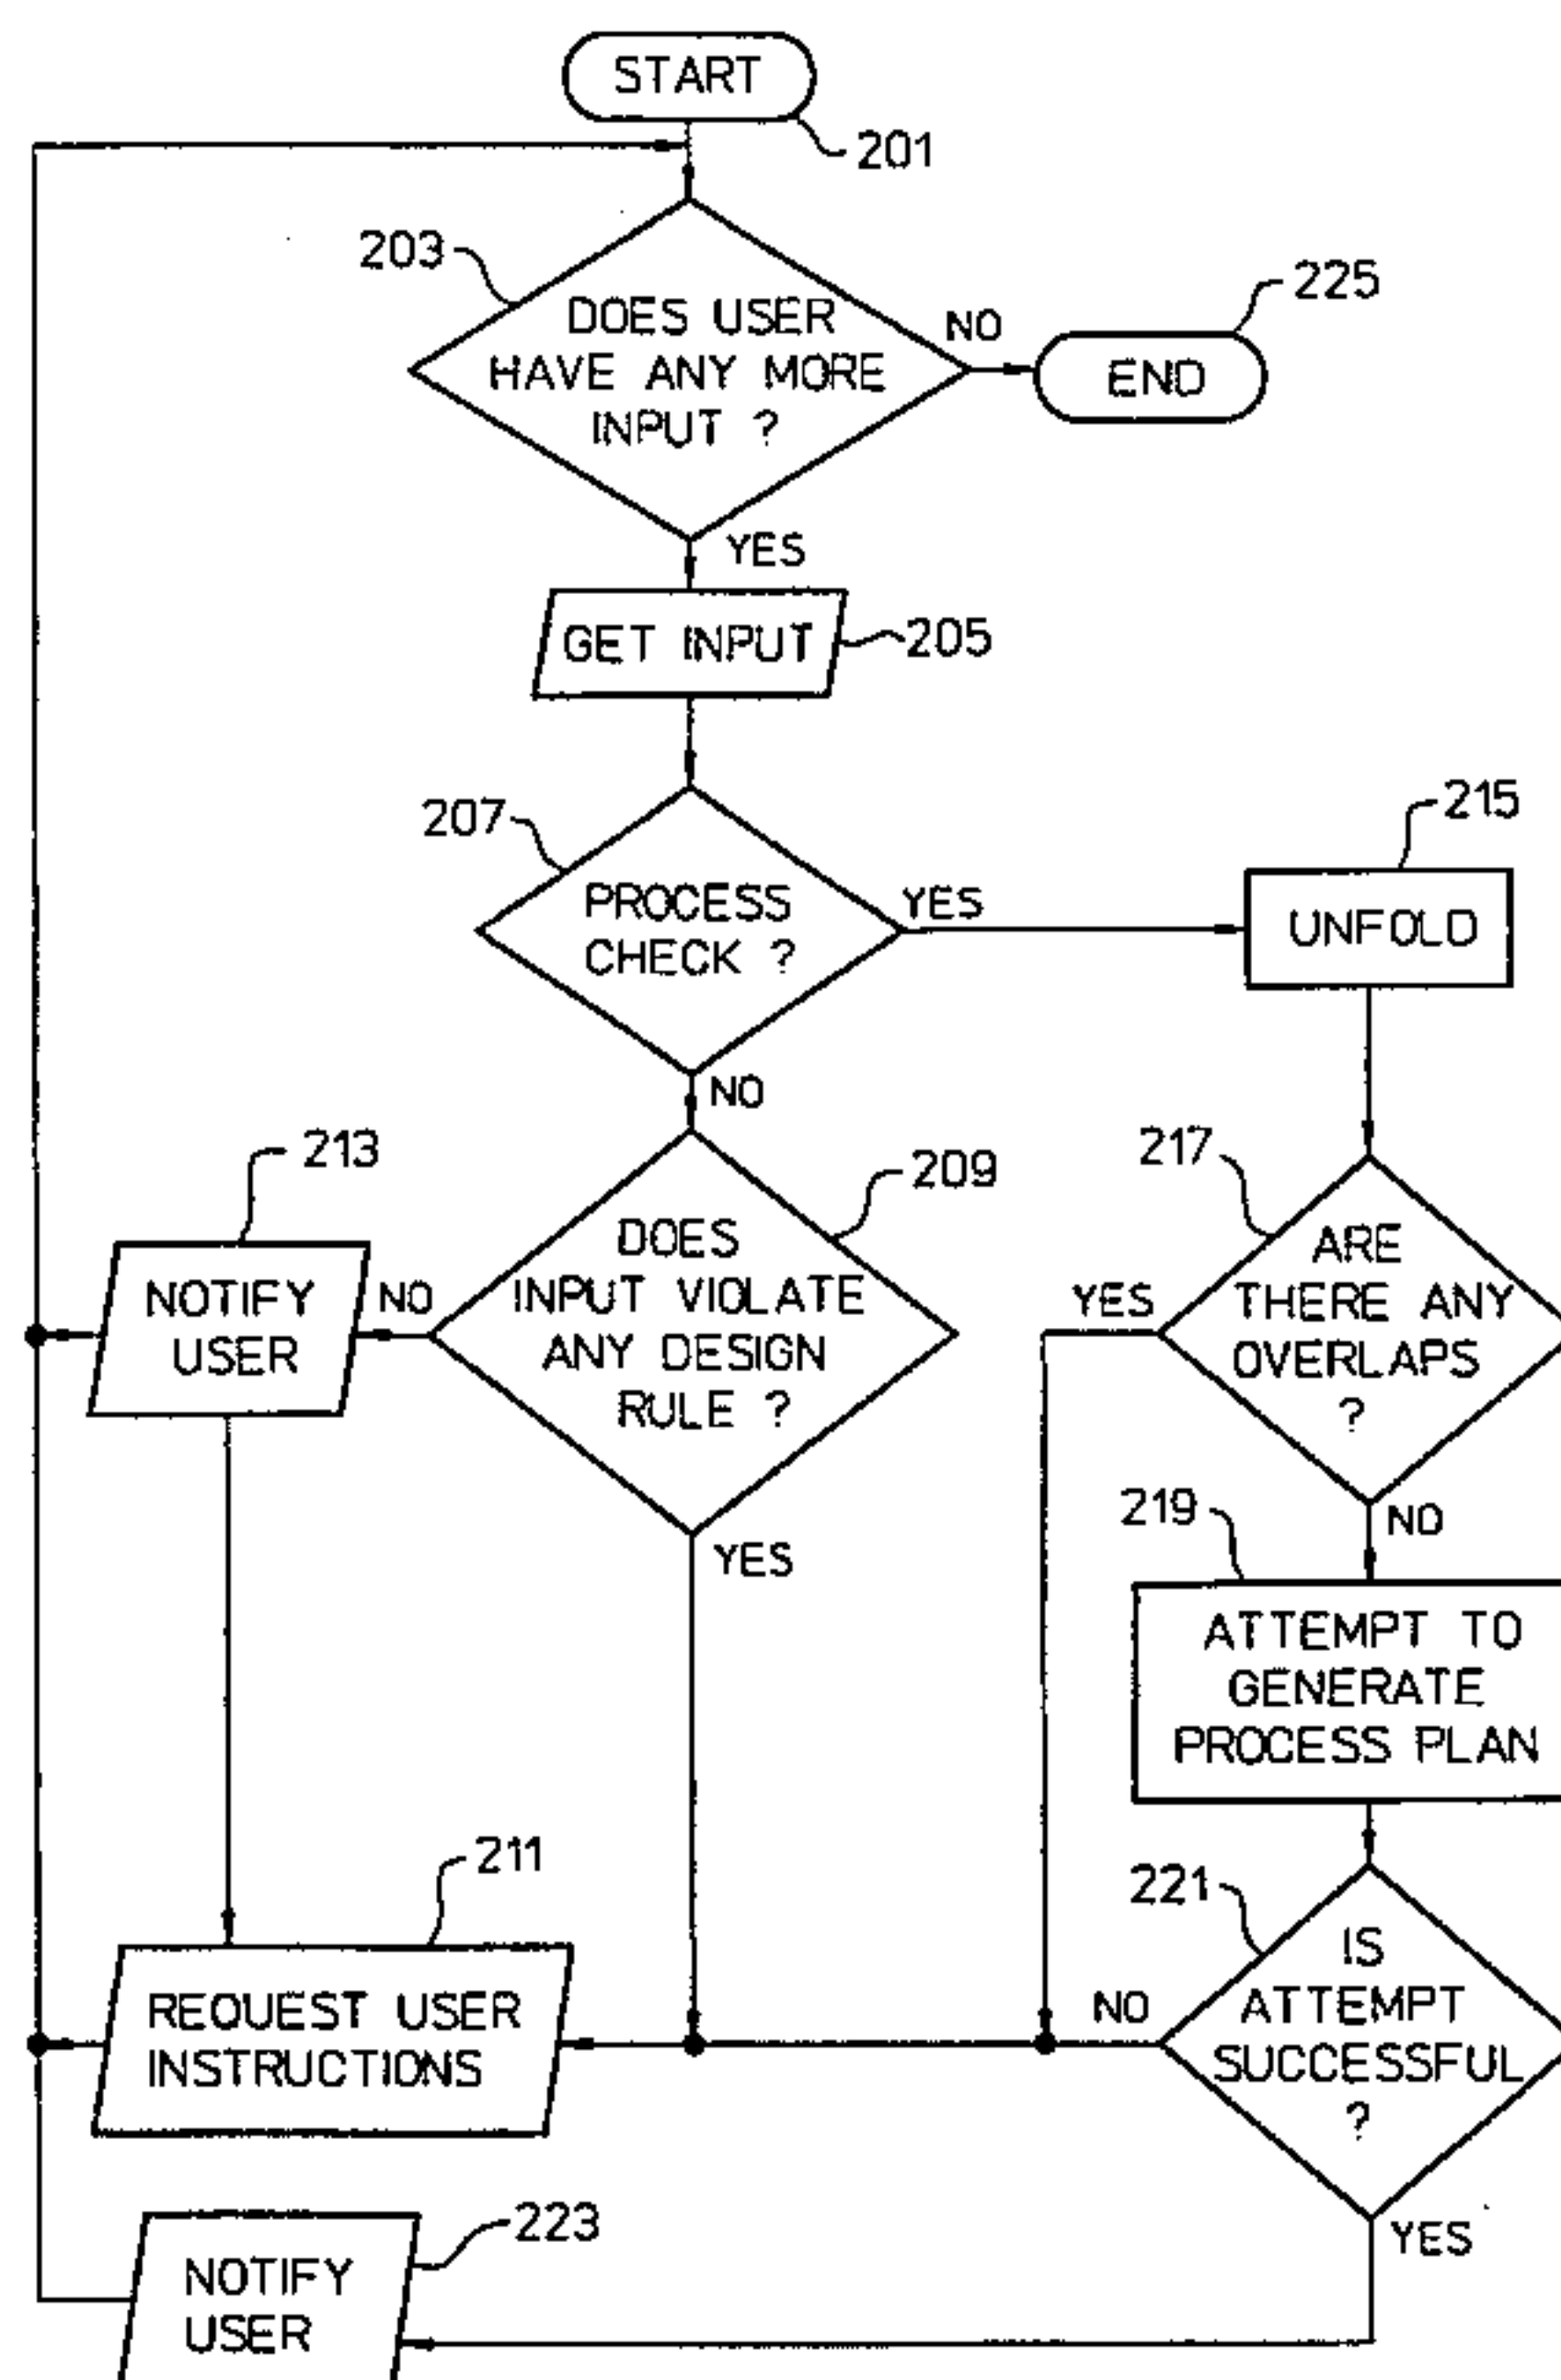 START
201
203
DOES USER
HAVE ANY MORE
INPUT ?
NO
225
END
YES
GET INPUT
205
207
PROCESS
CHECK ?
YES
215
UNFOLD
NO
213
NOTIFY
USER
NO
209
DOES
INPUT VIOLATE
ANY DESIGN
RULE ?
YES
217
ARE
THERE ANY
OVERLAPS
?
YES
NO
219
ATTEMPT TO
GENERATE
PROCESS PLAN
211
REQUEST USER
INSTRUCTIONS
221
IS
ATTEMPT
SUCCESSFUL
?
NO
YES
223
NOTIFY
USER